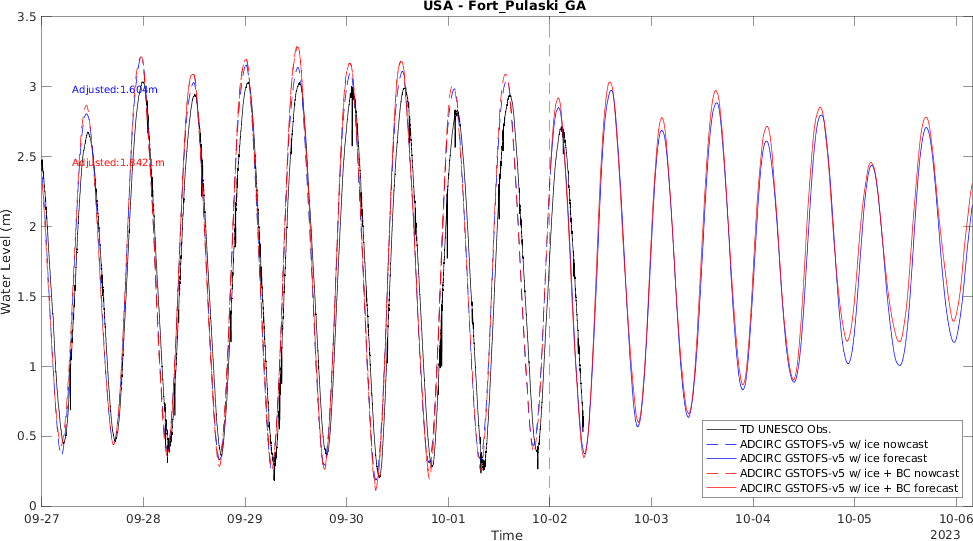 USA - Fort_Pulaski_GA
3.5
3
2.5
2
1.5
1
0.5
0
Water Level (m)
Adjusted:1.604m
Adjusted:1.8421m
TD UNESCO Obs.
ADCIRC GSTOFS-v5 w/ ice nowcast
ADCIRC GSTOFS-v5 w/ ice forecast
ADCIRC GSTOFS-v5 w/ ice + BC nowcast
ADCIRC GSTOFS-v5 w/ ice + BC forecast
09-27 09-28 09-29 09-30 10-01 10-02 10-03 10-04 10-05 10-06
Time
2023